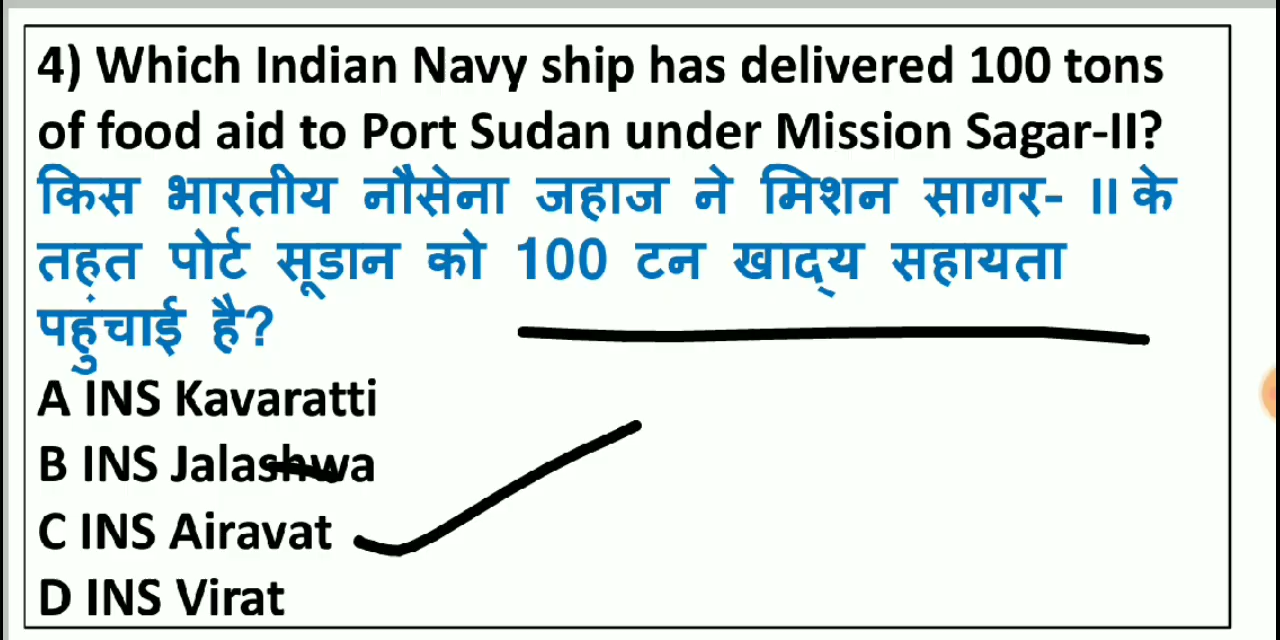 4) Which Indian Navy ship has delivered 100 tons
of food aid to Port Sudan under Mission Sagar-II?
किस भारतीय नौसेना जहाज ने मिशन सागर- II के
तहत पोर्ट सूडान को 100 टन खाद्य सहायता
पहुंचाई है?
A INS Kavaratti
B INS Jalashwa
C INS Airavat
D INS Virat